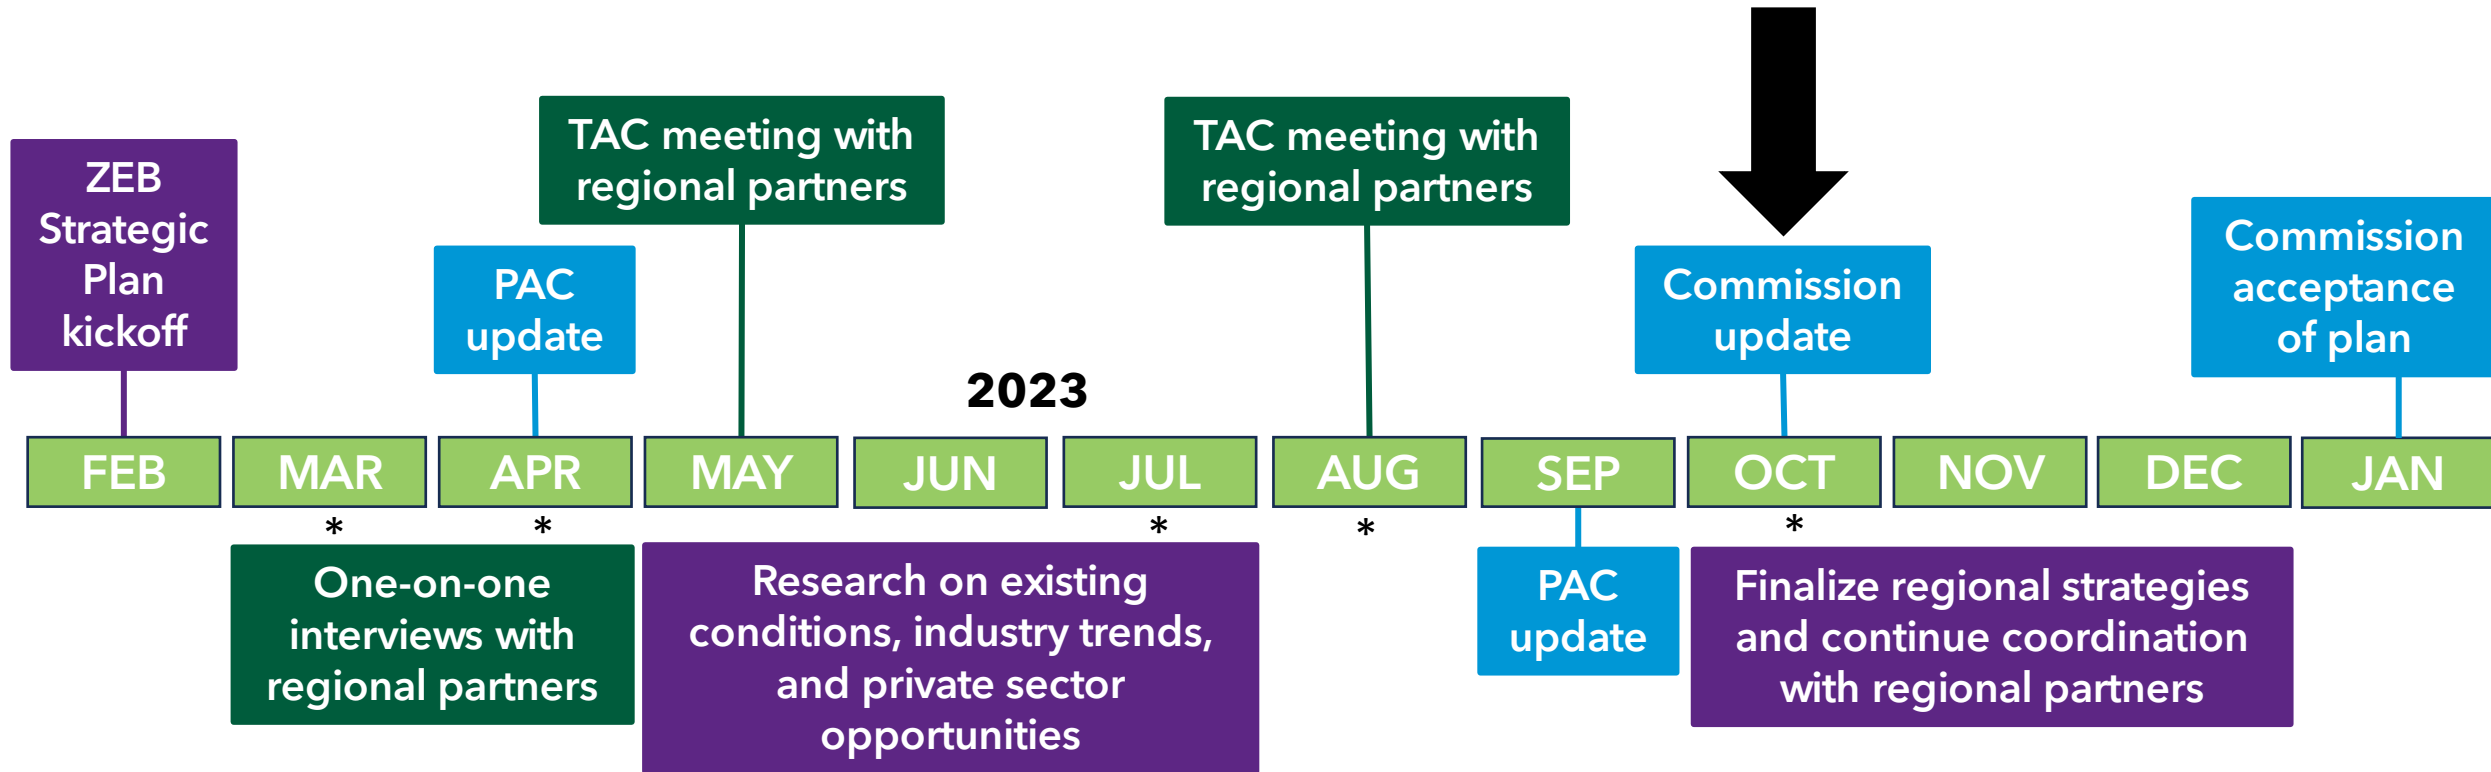 ZEB
Strategic
Plan
kickoff
PAC
update
TAC meeting with
regional partners
TAC meeting with
regional partners
Commission
update
Commission
acceptance
of plan
2023
FEB
MAR
APR
MAY
JUN
JUL
AUG
SEP
OCT
NOV
DEC
JAN
* * * * *
One-on-one
interviews with
regional partners
Research on existing
conditions, industry trends,
and private sector
opportunities
PAC
update
Finalize regional strategies
and continue coordination
with regional partners